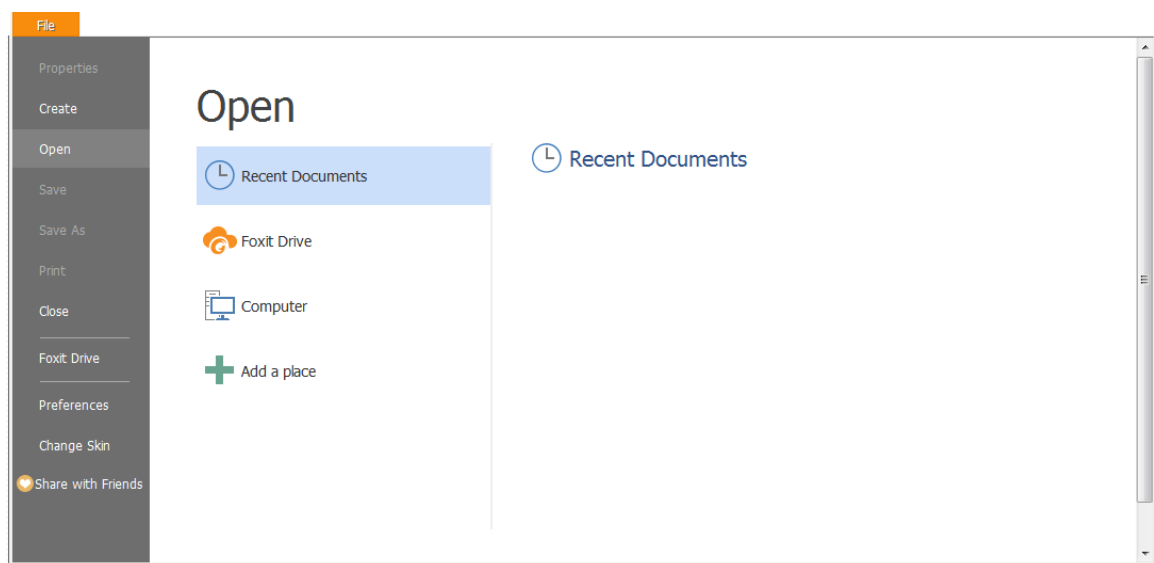 File
Properties
Create
Open
Save
Save As
Print
Close
Foxit Drive
Preferences
Change Skin
Share with Friends
Open
Recent Documents
Foxit Drive
Computer
Add a place
Recent Documents